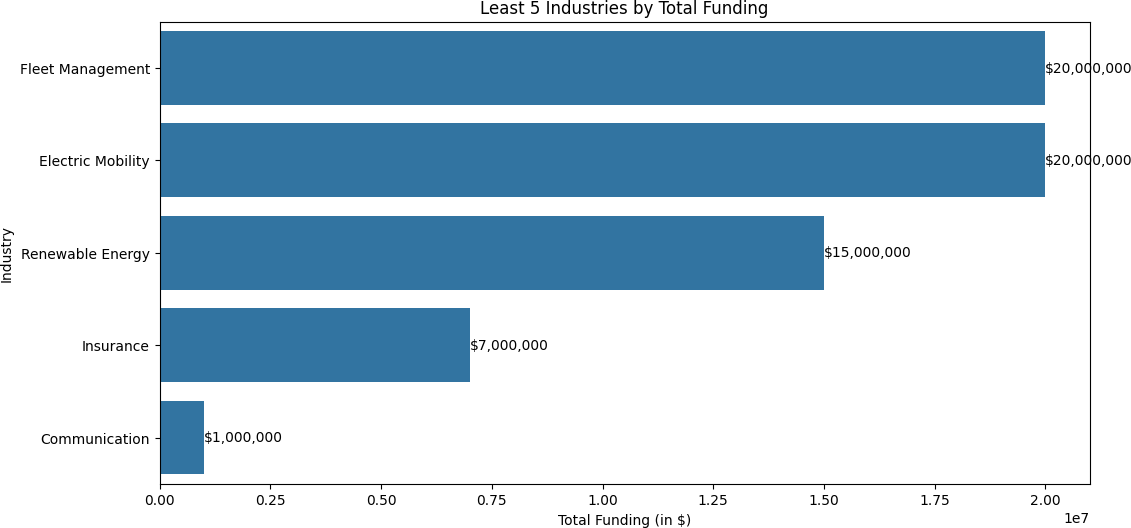 Least 5 Industries by Total Funding
Fleet Management
$20,000,000
Electric Mobility
$20,000,000
Renewable Energy
$15,000,000
Insurance
$7,000,000
Communication
$1,000,000
Industry
0.00 0.25 0.50 0.75 1.00 1.25 1.50 1.75 2.00
1e7
Total Funding (in $)